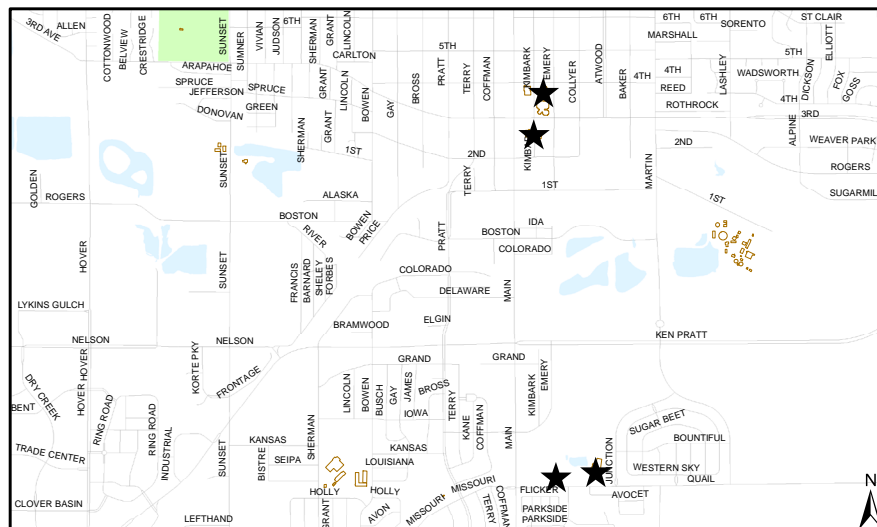 ALLEN
3RD AVE
COTTONWOOD
BELVIEW
CRESTRIDGE
SUNSET
SUMNER
VIVIAN
JUDSON
6TH
SHERMAN
GRANT
LINCOLN
CARLTON
5TH
6TH
6TH
SORENTO
ST CLAIR
MARSHALL
ELLIOTT
5TH
ARAPAHOE
SPRUCE
SPRUCE
JEFFERSON
GREEN
DONOVAN
GRANT
LINCOLN
BOWEN
GAY
BROSS
PRATT
TERRY
COFFMAN
KIMBARK
EMERY
COLLYER
ATWOOD
BAKER
4TH
4TH
REED
ROTHROCK
LASHLEY
WADSWORTH
DICKSON
FOX
GOSS
4TH
3RD
SHERMAN
GRANT
1ST
2ND
KIMBARK
2ND
ALPINE
WEAVER PARK
ROGERS
SUGARMIL
SUNSET
GOLDEN
ROGERS
ALASKA
TERRY
1ST
MARTIN
1ST
BOSTON
RIVER
BOWEN
PRICE
PRATT
IDA
BOSTON
COLORADO
HOVER
SUNSET
FRANCIS
BARNARD
SHELEY
FORBES
COLORADO
DELAWARE
MAIN
LYKINS GULCH
BRAMWOOD
ELGIN
KEN PRATT
NELSON
NELSON
HOVER
HOVER
KORTE PKY
FRONTAGE
GRAND
GRAND
DRY CREEK
BENT
RING ROAD
RING ROAD
INDUSTRIAL
LINCOLN
BOWEN
BUSCH
GAY
JAMES
BROSS
IOWA
TERRY
KANE
COFFMAN
MAIN
KIMBARK
EMERY
SUGAR BEET
BOUNTIFUL
TRADE CENTER
SUNSET
KANSAS
BISTRE
SEIPA
SHERMAN
KANSAS
LOUISIANA
JUNCTION
WESTERN SKY
QUAIL
CLOVER BASIN
LEFTHAND
HOLLY
HOLLY
GRANT
AVON
MISSOURI
MISSOURI
TERRY
COFFMAN
FLICKER
AVOCET
PARKSIDE
PARKSIDE
N